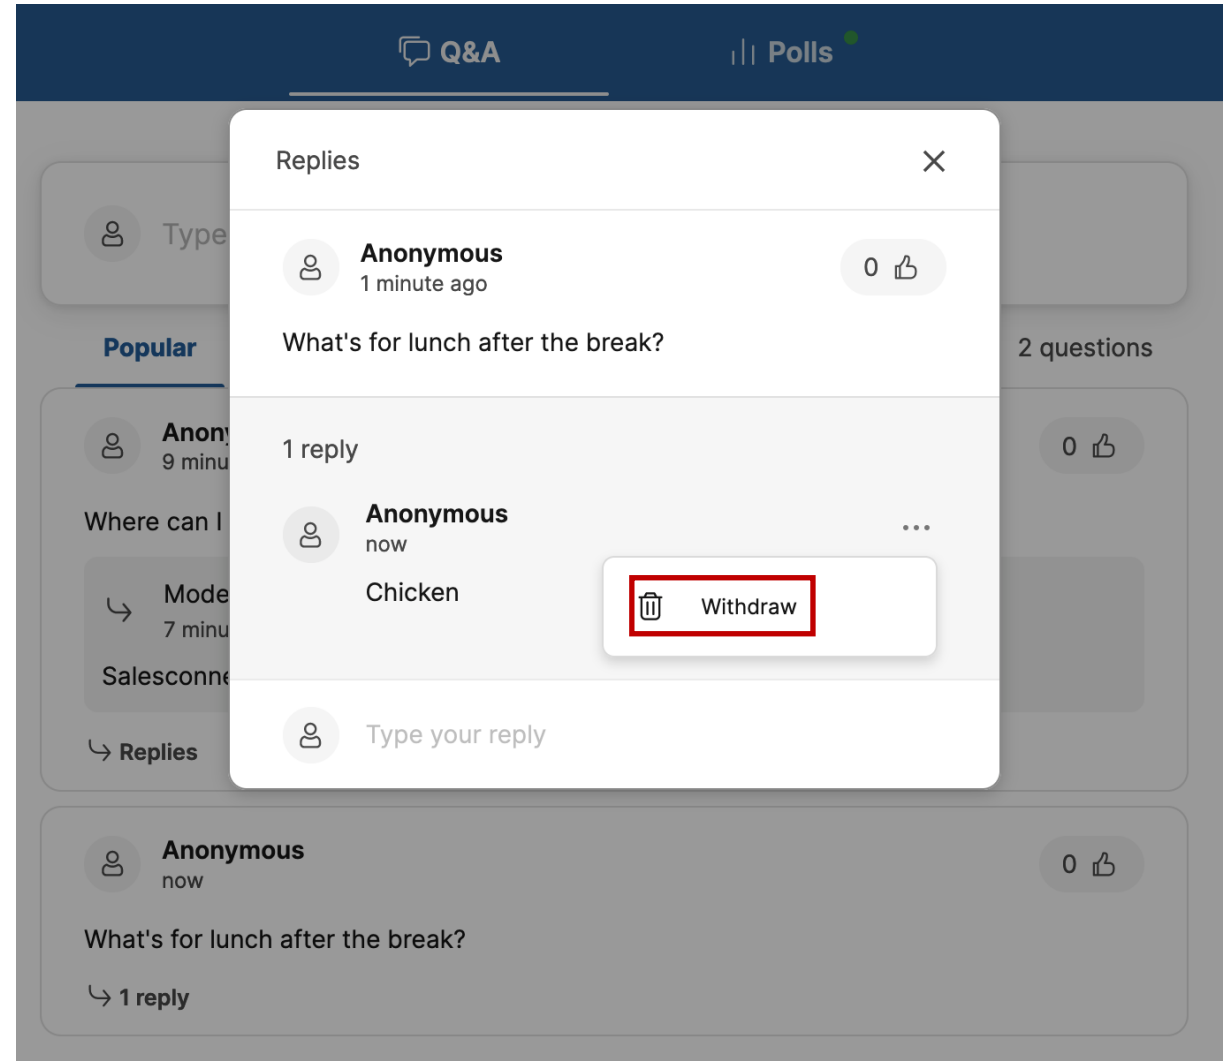 Q&A
Polls
Replies
Type
Anonymous
1 minute ago
0
What's for lunch after the break?
Popular
2 questions
9
0
1 reply
Where can I
Anonymous
now
Chicken
Withdraw
7
Type your reply
Replies
Anonymous
now
0
What's for lunch after the break?
1 reply